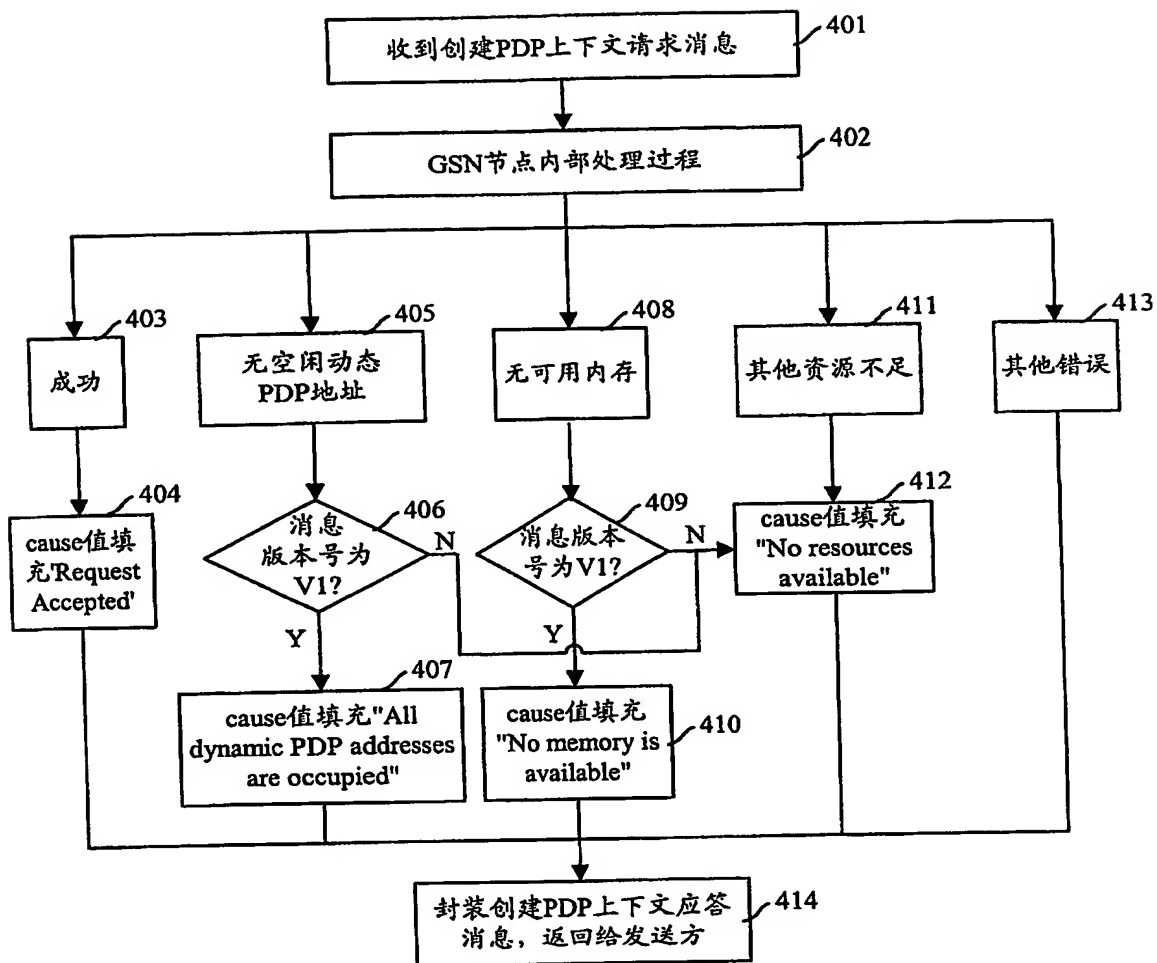 收到创建PDP上下文请求消息
401
GSN节点内部处理过程
402
403
成功
405
无空闲动态
PDP地址
408
无可用内存
411
其他资源不足
413
其他错误
404
cause值填
充'Request
Accepted'
406
消息
版本号为
V1?
N
Y
409
消息版本
号为V1?
N
Y
412
cause值填充
"No resources
available"
407
cause值填充"All
dynamic PDP addresses
are occupied"
cause值填充
"No memory is
available"
410
封装创建PDP上下文应答
消息，返回给发送方
414